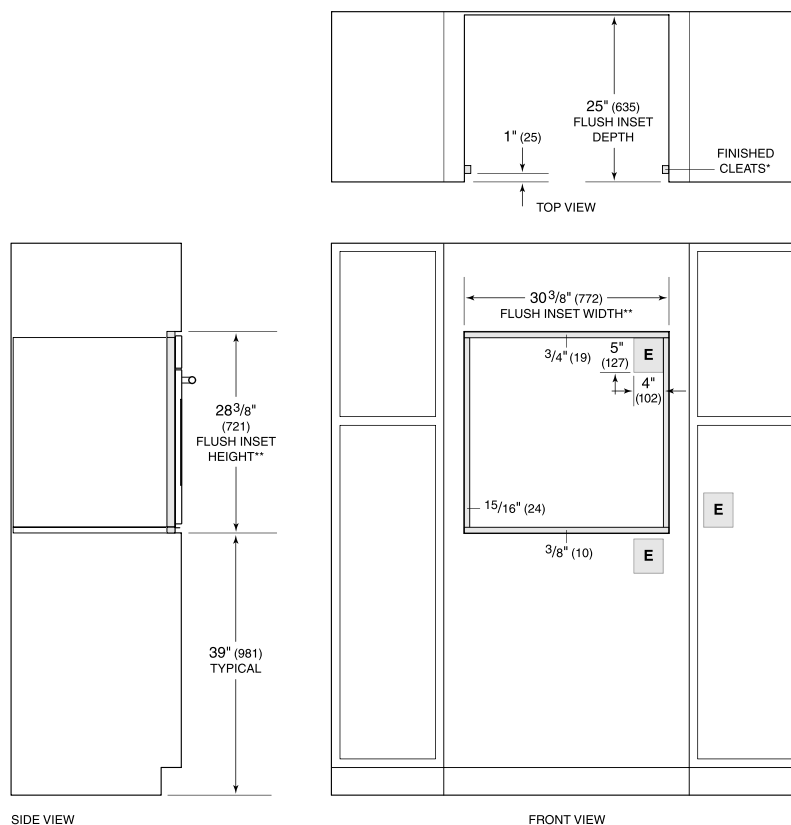 25" (635)
FLUSH INSET
DEPTH
1" (25)
FINISHED
CLEATS*
TOP VIEW
30 3/8" (772)
FLUSH INSET WIDTH**
3/4" (19)
5"
(127)
E
4"
(102)
28 3/8"
(721)
FLUSH INSET
HEIGHT**
15/16" (24)
E
3/8" (10)
E
39" (981)
TYPICAL
SIDE VIEW
FRONT VIEW